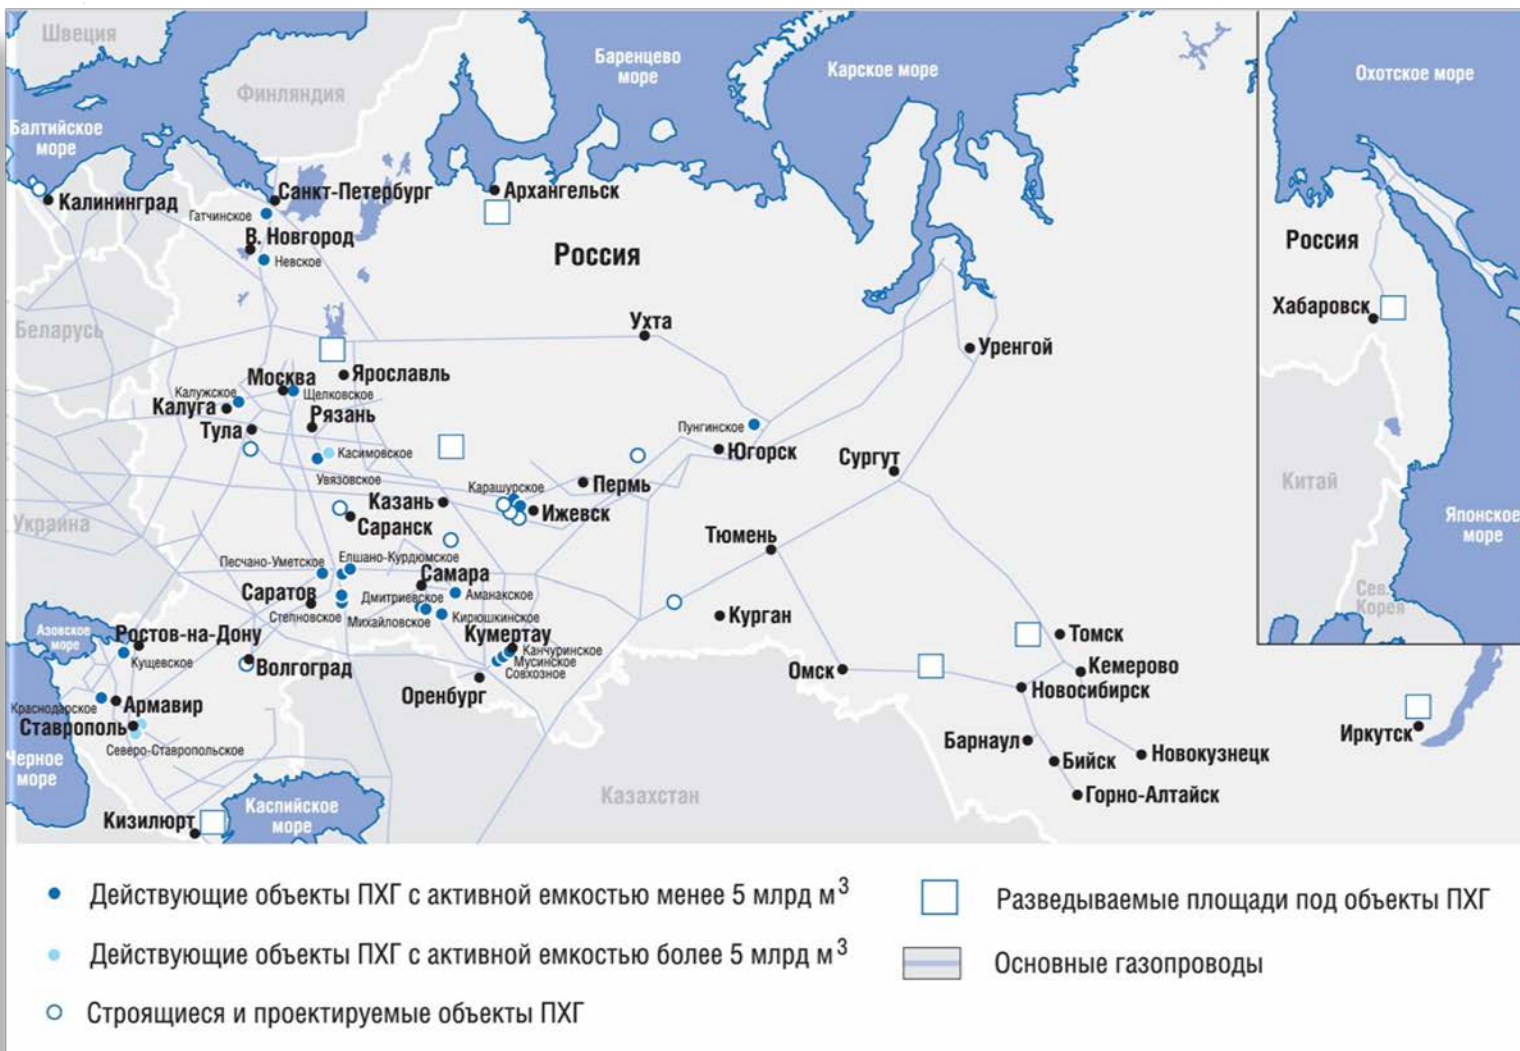 Швеция
Финляндия
Баренцево
море
Карское море
Охотское море
Балтийское
море
Калининград
Санкт-Петербург
Гатчинское
В. Новгород
Невское
Архангельск
Россия
Россия
Хабаровск
Беларусь
Ухта
Уренгой
Москва
Ярославль
Калужское
Щелковское
Калуга
Рязань
Тула
Касимовское
Увязовское
Пунгинское
Югорск
Сургут
Китай
Карашурское
Пермь
Казань
Ижевск
Саранск
Украина
Тюмень
Японское
море
Песчано-Уметское
Елшано-Курдюмское
Самара
Саратов
Дмитриевское
Аманакское
Степновское
Михайловское
Кирюшкинское
Курган
Сев.
Корея
Азовское
море
Ростов-на-Дону
Кущевское
Волгоград
Кумертау
Канчуринское
Мусинское
Совхозное
Оренбург
Омск
Томск
Кемерово
Новосибирск
Краснодарское
Армавир
Ставрополь
Северо-Ставропольское
Барнаул
Бийск
Новокузнецк
Горно-Алтайск
Иркутск
Черное
море
Каспийское
море
Казахстан
Кизилюрт
Действующие объекты ПХГ с активной емкостью менее 5 млрд м³
Разведываемые площади под объекты ПХГ
Действующие объекты ПХГ с активной емкостью более 5 млрд м³
Основные газопроводы
Строящиеся и проектируемые объекты ПХГ